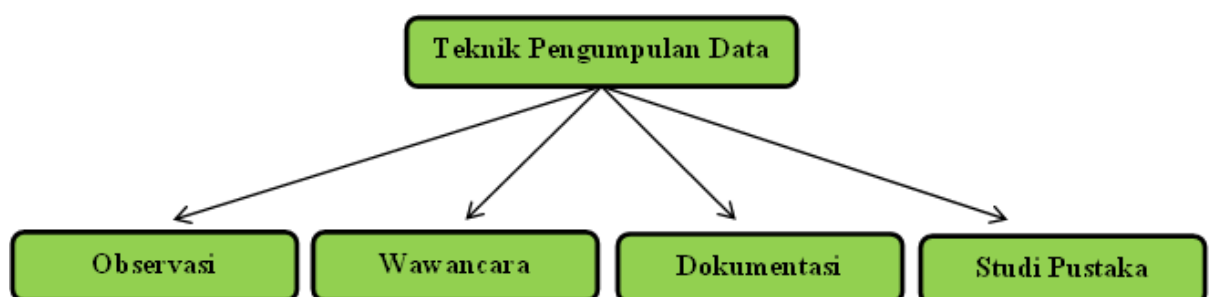 Teknik Pengumpulan Data
Observasi
Wawancara
Dokumentasi
Studi Pustaka